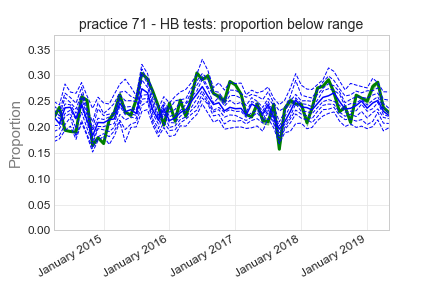 practice 71 - HB tests: proportion below range
Proportion
0.35
0.30
0.25
0.20
0.15
0.10
0.05
0.00
January 2015
January 2016
January 2017
January 2018
January 2019